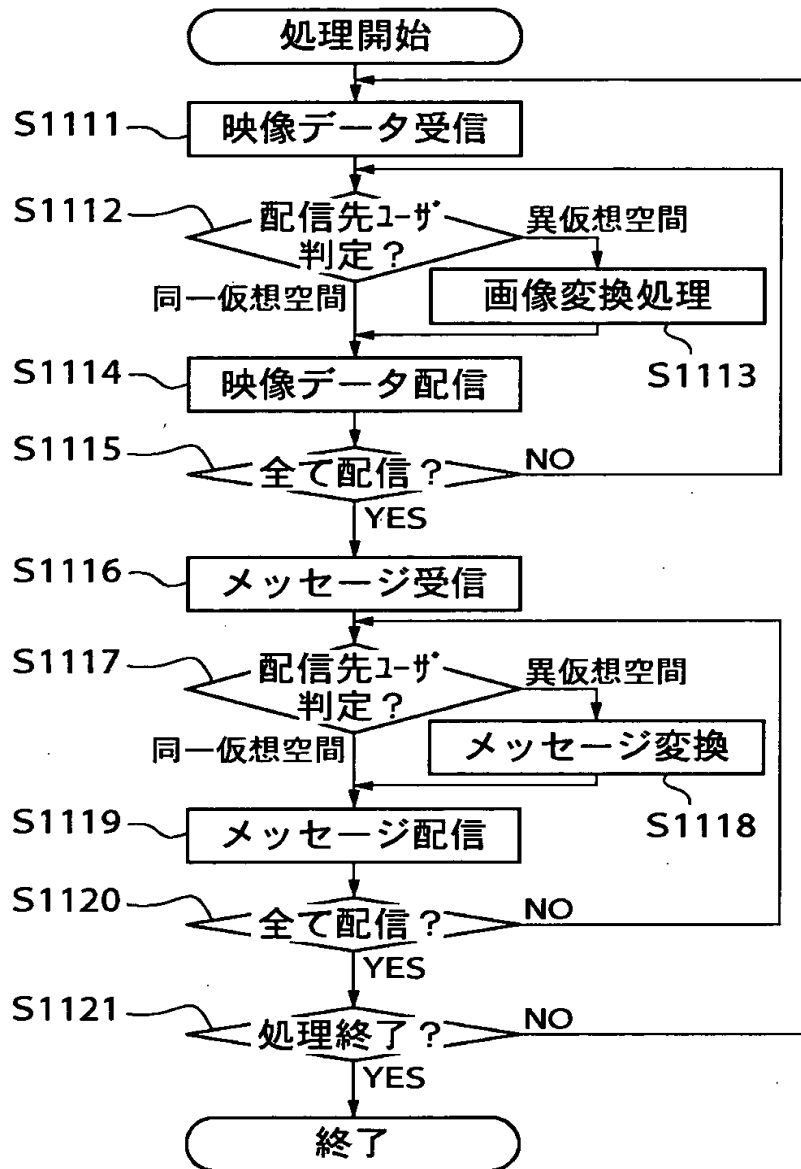 処理開始
S1111
映像データ受信
S1112
配信先ﾕｰｻﾞ
判定？
異仮想空間
同一仮想空間
画像変換処理
S1113
S1114
映像データ配信
S1115
全て配信？
NO
YES
S1116
メッセージ受信
S1117
配信先ﾕｰｻﾞ
判定？
異仮想空間
同一仮想空間
メッセージ変換
S1118
S1119
メッセージ配信
S1120
全て配信？
NO
YES
S1121
処理終了？
NO
YES
終了